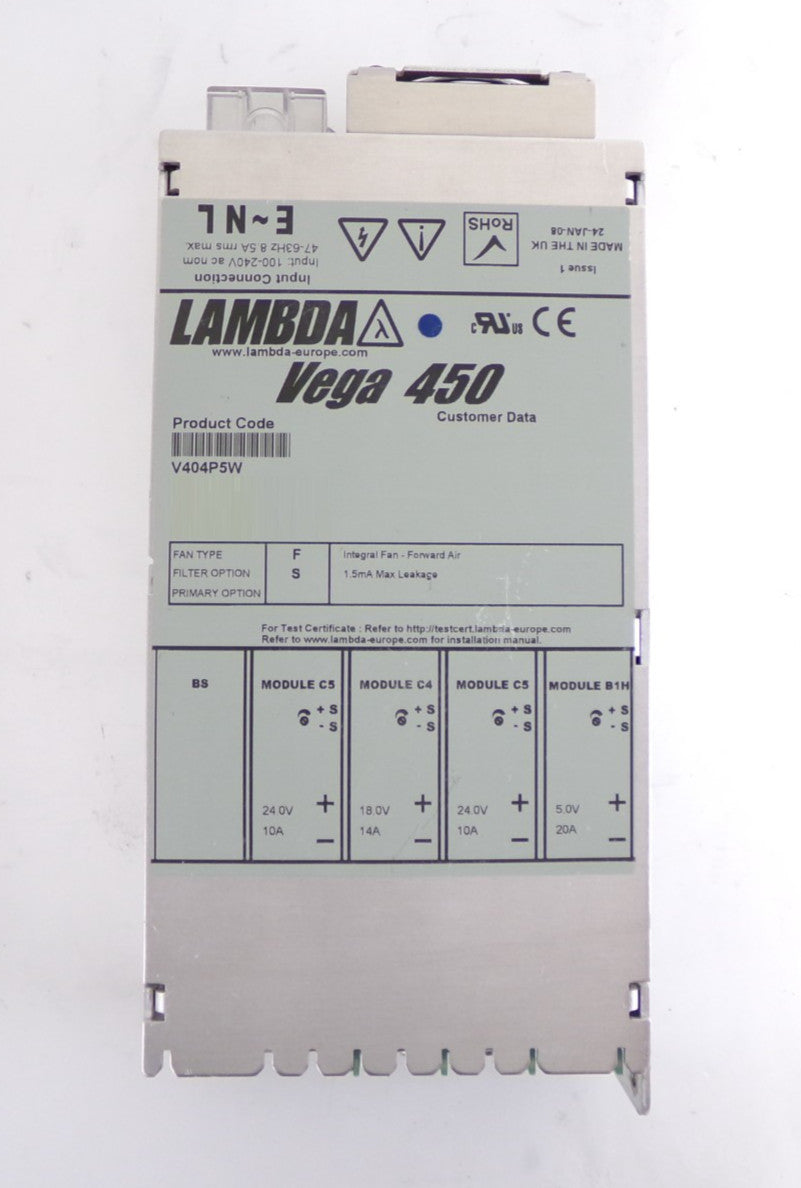 Input Connection
Input: 100-240V ac nom
47-63Hz 8.5A rms max
E ~ N L
RoHS
Issue 1
MADE IN THE UK
24-JAN-08
LAMBDA λ
www.lambda-europe.com
c RU us CE
Vega 450
Customer Data
Product Code
V404P5W
FAN TYPE F Integral Fan - Forward Air
FILTER OPTION S 1.5mA Max Leakage
PRIMARY OPTION
For Test Certificate : Refer to http://testcert.lambda-europe.com
Refer to www.lambda-europe.com for installation manual.
BS
MODULE C5
+ S
- S
24.0V +
10A -
MODULE C4
+ S
- S
18.0V +
14A -
MODULE C5
+ S
- S
24.0V +
10A -
MODULE B1H
+ S
- S
5.0V +
20A -